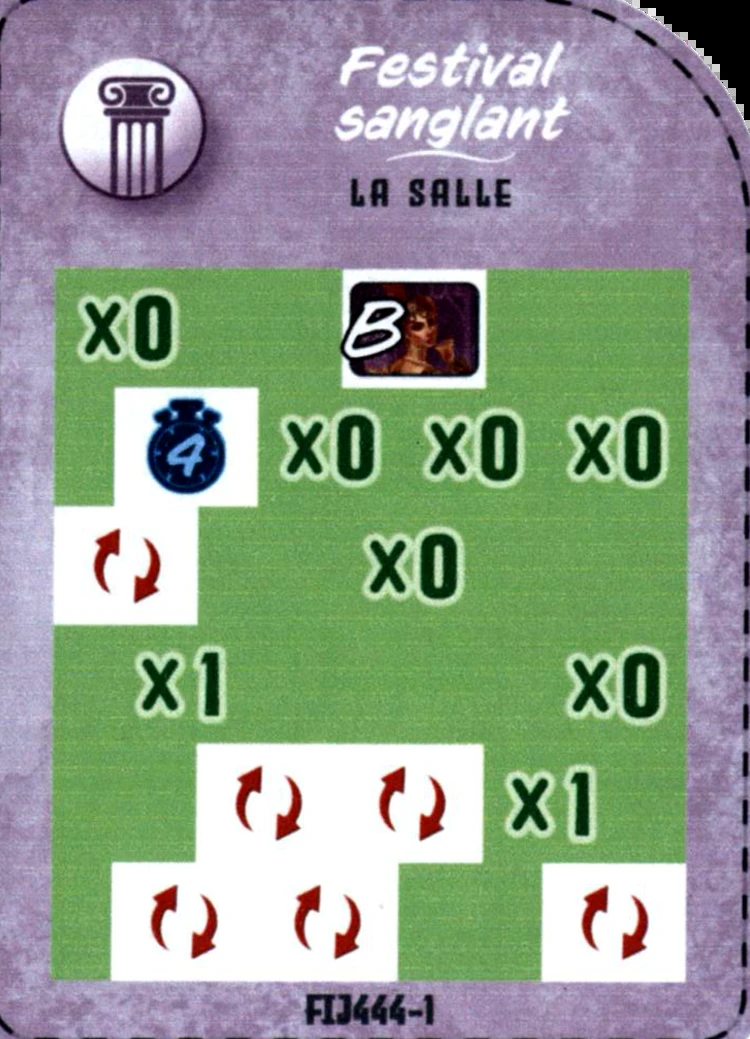 Festival
sanglant
LA SALLE
x0 B
4 x0 x0 x0
x0
x1 x0
x1
FIJ444-1